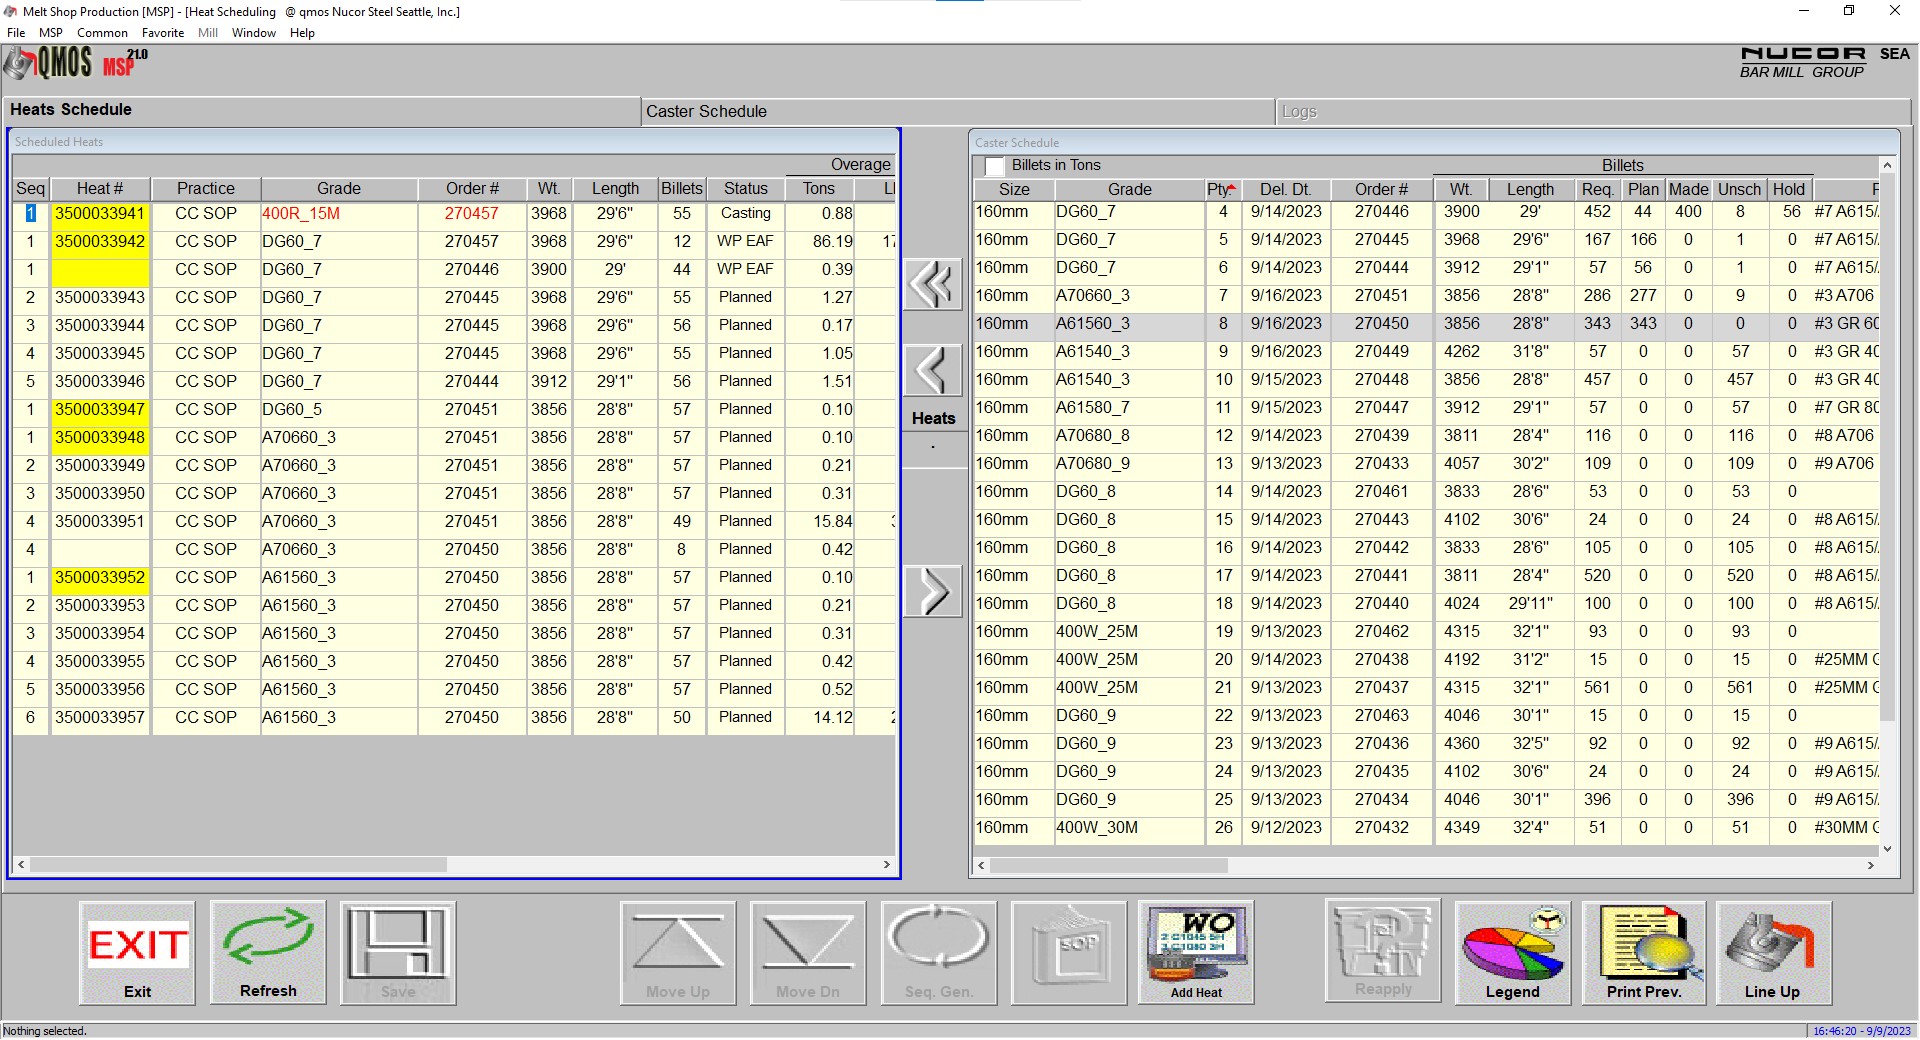 Melt Shop Production [MSP] - [Heat Scheduling   @ qmos Nucor Steel Seattle, Inc.]
File MSP Common Favorite Mill Window Help
QMOS MSP 21.0
NUCOR SEA
BAR MILL GROUP
Heats Schedule
Caster Schedule
Logs
Scheduled Heats
Overage
Seq Heat # Practice Grade Order # Wt. Length Billets Status Tons
1 3500033941 CC SOP 400R_15M 270457 3968 29'6" 55 Casting 0.88
1 3500033942 CC SOP DG60_7 270457 3968 29'6" 12 WP EAF 86.19 17
1 CC SOP DG60_7 270446 3900 29' 44 WP EAF 0.39
2 3500033943 CC SOP DG60_7 270445 3968 29'6" 55 Planned 1.27
3 3500033944 CC SOP DG60_7 270445 3968 29'6" 56 Planned 0.17
4 3500033945 CC SOP DG60_7 270445 3968 29'6" 55 Planned 1.05
5 3500033946 CC SOP DG60_7 270444 3912 29'1" 56 Planned 1.51
1 3500033947 CC SOP DG60_5 270451 3856 28'8" 57 Planned 0.10
1 3500033948 CC SOP A70660_3 270451 3856 28'8" 57 Planned 0.10
2 3500033949 CC SOP A70660_3 270451 3856 28'8" 57 Planned 0.21
3 3500033950 CC SOP A70660_3 270451 3856 28'8" 57 Planned 0.31
4 3500033951 CC SOP A70660_3 270451 3856 28'8" 49 Planned 15.84
4 CC SOP A70660_3 270450 3856 28'8" 8 Planned 0.42
1 3500033952 CC SOP A61560_3 270450 3856 28'8" 57 Planned 0.10
2 3500033953 CC SOP A61560_3 270450 3856 28'8" 57 Planned 0.21
3 3500033954 CC SOP A61560_3 270450 3856 28'8" 57 Planned 0.31
4 3500033955 CC SOP A61560_3 270450 3856 28'8" 57 Planned 0.42
5 3500033956 CC SOP A61560_3 270450 3856 28'8" 57 Planned 0.52
6 3500033957 CC SOP A61560_3 270450 3856 28'8" 50 Planned 14.12 2
Heats
.
Caster Schedule
Billets in Tons Billets
Size Grade Pty. Del. Dt. Order # Wt. Length Req. Plan Made Unsch Hold
160mm DG60_7 4 9/14/2023 270446 3900 29' 452 44 400 8 56 #7 A615/
160mm DG60_7 5 9/14/2023 270445 3968 29'6" 167 166 0 1 0 #7 A615/
160mm DG60_7 6 9/14/2023 270444 3912 29'1" 57 56 0 1 0 #7 A615/
160mm A70660_3 7 9/16/2023 270451 3856 28'8" 286 277 0 9 0 #3 A706
160mm A61560_3 8 9/16/2023 270450 3856 28'8" 343 343 0 0 0 #3 GR 60
160mm A61540_3 9 9/16/2023 270449 4262 31'8" 57 0 0 57 0 #3 GR 40
160mm A61540_3 10 9/15/2023 270448 3856 28'8" 457 0 0 457 0 #3 GR 40
160mm A61580_7 11 9/15/2023 270447 3912 29'1" 57 0 0 57 0 #7 GR 80
160mm A70680_8 12 9/14/2023 270439 3811 28'4" 116 0 0 116 0 #8 A706
160mm A70680_9 13 9/13/2023 270433 4057 30'2" 109 0 0 109 0 #9 A706
160mm DG60_8 14 9/14/2023 270461 3833 28'6" 53 0 0 53 0
160mm DG60_8 15 9/14/2023 270443 4102 30'6" 24 0 0 24 0 #8 A615/
160mm DG60_8 16 9/14/2023 270442 3833 28'6" 105 0 0 105 0 #8 A615/
160mm DG60_8 17 9/14/2023 270441 3811 28'4" 520 0 0 520 0 #8 A615/
160mm DG60_8 18 9/14/2023 270440 4024 29'11" 100 0 0 100 0 #8 A615/
160mm 400W_25M 19 9/13/2023 270462 4315 32'1" 93 0 0 93 0
160mm 400W_25M 20 9/14/2023 270438 4192 31'2" 15 0 0 15 0 #25MM G
160mm 400W_25M 21 9/13/2023 270437 4315 32'1" 561 0 0 561 0 #25MM G
160mm DG60_9 22 9/13/2023 270463 4046 30'1" 15 0 0 15 0
160mm DG60_9 23 9/13/2023 270436 4360 32'5" 92 0 0 92 0 #9 A615/
160mm DG60_9 24 9/13/2023 270435 4102 30'6" 24 0 0 24 0 #9 A615/
160mm DG60_9 25 9/13/2023 270434 4046 30'1" 396 0 0 396 0 #9 A615/
160mm 400W_30M 26 9/12/2023 270432 4349 32'4" 51 0 0 51 0 #30MM G
EXIT
Exit
Refresh
Save
Move Up
Move Dn
Seq. Gen.
SOP
WO
2 C1045 5H
3 C1080 3H
Add Heat
Reapply
Legend
Print Prev.
Line Up
Nothing selected.
16:46:20 - 9/9/2023